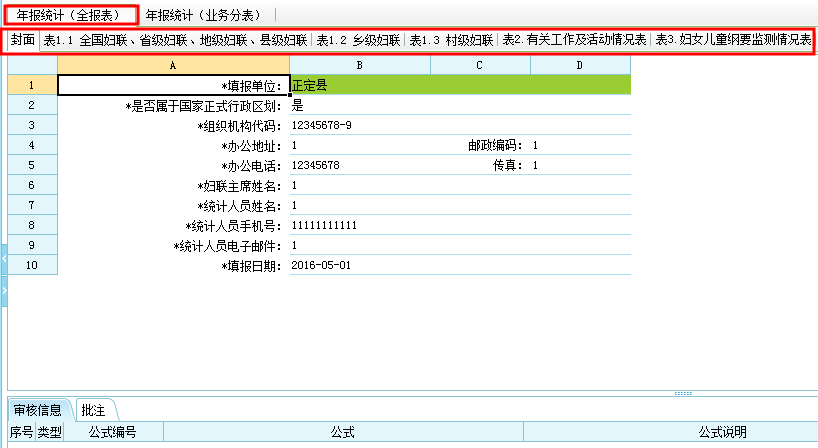 年报统计（全报表） 年报统计（业务分表）
封面 表1.1 全国妇联、省级妇联、地级妇联、县级妇联 表1.2 乡级妇联 表1.3 村级妇联 表2.有关工作及活动情况表 表3.妇女儿童纲要监测情况表
A B C D
1 *填报单位： 正定县
2 *是否属于国家正式行政区划： 是
3 *组织机构代码： 12345678-9
4 *办公地址： 1 邮政编码： 1
5 *办公电话： 12345678 传真： 1
6 *妇联主席姓名： 1
7 *统计人员姓名： 1
8 *统计人员手机号： 11111111111
9 *统计人员电子邮件： 1
10 *填报日期： 2016-05-01
审核信息 批注
序号 类型 公式编号 公式 公式说明